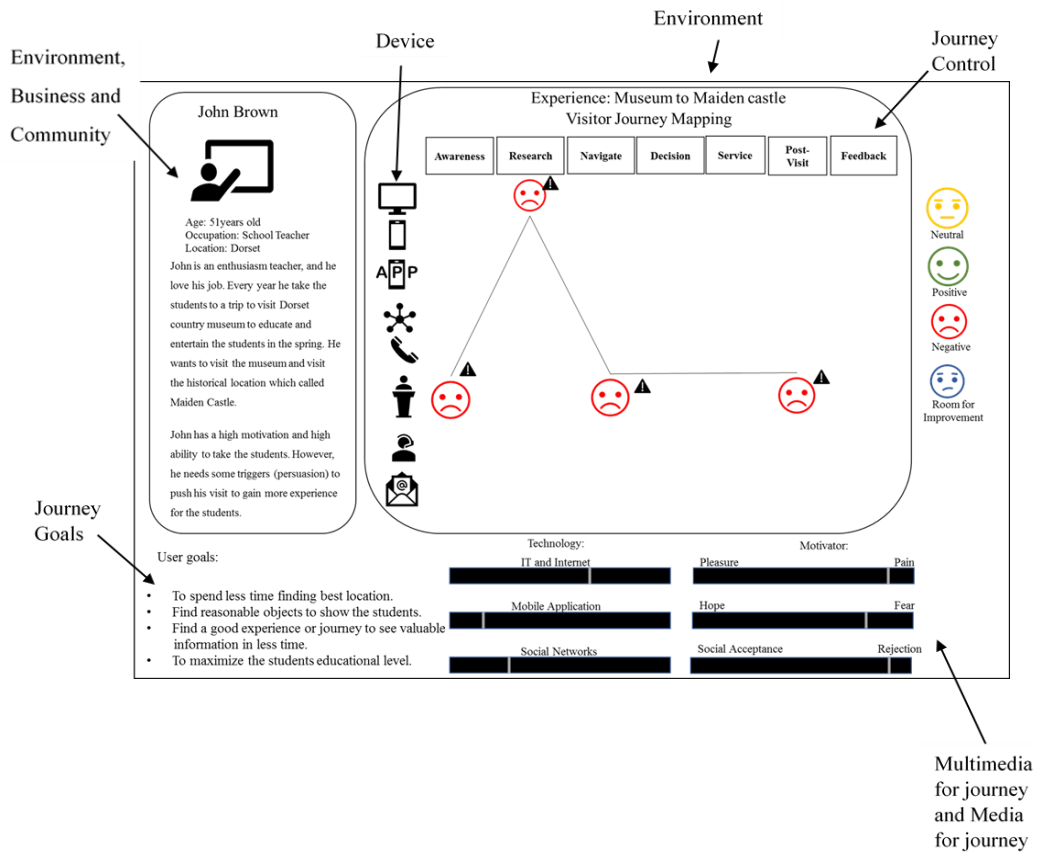 Environment
Device
Journey
Control
Environment,
Business and
Community
John Brown
Age: 51years old
Occupation: School Teacher
Location: Dorset
John is an enthusiasm teacher, and he
love his job. Every year he take the
students to a trip to visit Dorset
country museum to educate and
entertain the students in the spring. He
wants to visit the museum and visit
the historical location which called
Maiden Castle.
John has a high motivation and high
ability to take the students. However,
he needs some triggers (persuasion) to
push his visit to gain more experience
for the students.
Experience: Museum to Maiden castle
Visitor Journey Mapping
Awareness
Research
Navigate
Decision
Service
Post-
Visit
Feedback
APP
@
Neutral
Positive
Negative
Room for
Improvement
Journey
Goals
User goals:
• To spend less time finding best location.
• Find reasonable objects to show the students.
• Find a good experience or journey to see valuable
information in less time.
• To maximize the students educational level.
Technology:
IT and Internet
Mobile Application
Social Networks
Motivator:
Pleasure Pain
Hope Fear
Social Acceptance Rejection
Multimedia
for journey
and Media
for journey